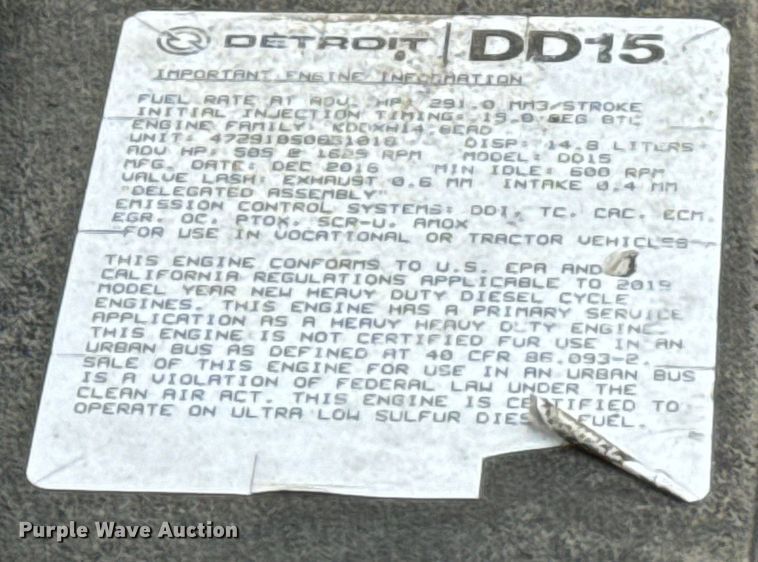 DETROIT DD15
IMPORTANT ENGINE INFORMATION
FUEL RATE AT ADV. HP: 291.0 MM3/STROKE
INITIAL INJECTION TIMING: 19.0 DEG BTC
ENGINE FAMILY:
UNIT: DISP: 14.8 LITERS
ADV HP: 505 @ 1625 RPM MODEL: DD15
MFG. DATE: DEC 2016 MIN IDLE: 600 RPM
VALVE LASH: EXHAUST 0.6 MM INTAKE 0.4 MM
"DELEGATED ASSEMBLY"
EMISSION CONTROL SYSTEMS: DDI, TC, CAC, ECM,
EGR, OC, PTOX, SCR-U, AMOX
FOR USE IN VOCATIONAL OR TRACTOR VEHICLES
THIS ENGINE CONFORMS TO U.S. EPA AND
CALIFORNIA REGULATIONS APPLICABLE TO
MODEL YEAR NEW HEAVY DUTY DIESEL CYCLE
ENGINES. THIS ENGINE HAS A PRIMARY SERVICE
APPLICATION AS A HEAVY HEAVY DUTY ENGINE.
THIS ENGINE IS NOT CERTIFIED FOR USE IN AN
URBAN BUS AS DEFINED AT 40 CFR 86.093-2.
SALE OF THIS ENGINE FOR USE IN AN URBAN BUS
IS A VIOLATION OF FEDERAL LAW UNDER THE
CLEAN AIR ACT. THIS ENGINE IS CERTIFIED TO
OPERATE ON ULTRA LOW SULFUR DIESEL FUEL.
Purple Wave Auction